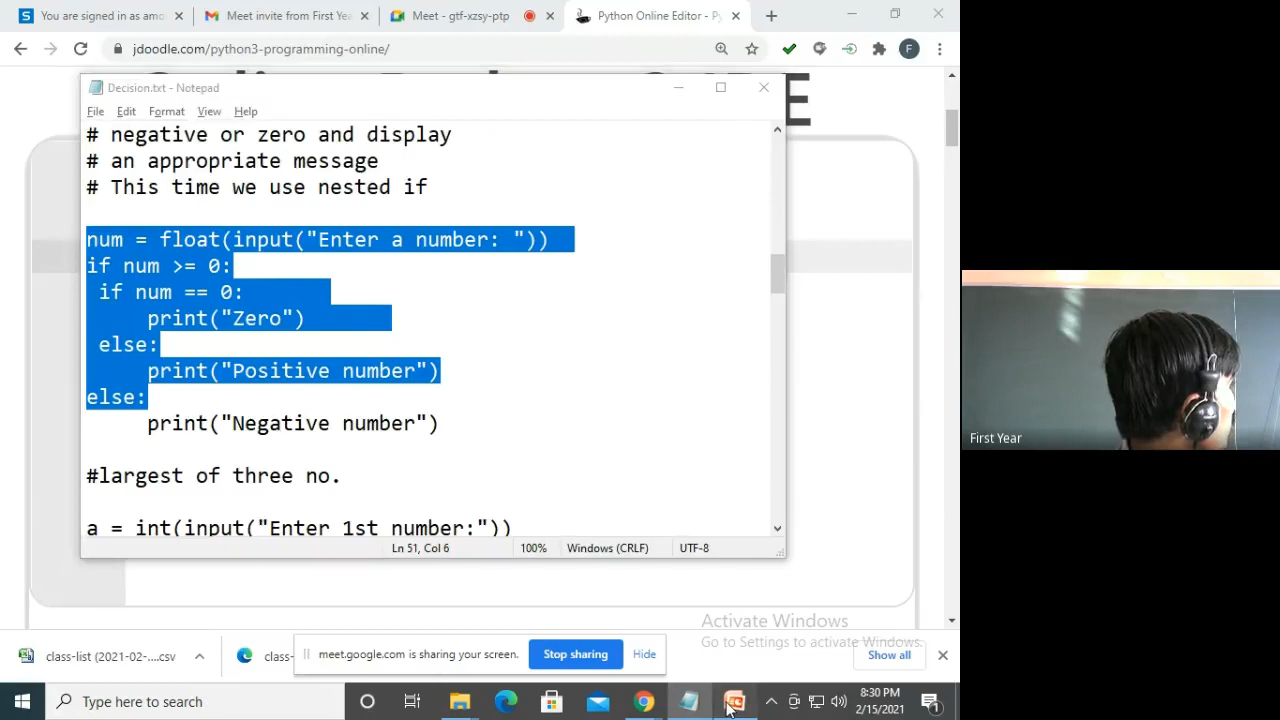 You are signed in as amo
Meet invite from First Yea
Meet - gtf-xzsy-ptp
Python Online Editor - Py
jdoodle.com/python3-programming-online/
F
E
Decision.txt - Notepad
File Edit Format View Help
# negative or zero and display
# an appropriate message
# This time we use nested if
num = float(input("Enter a number: "))
if num >= 0:
if num == 0:
print("Zero")
else:
print("Positive number")
else:
print("Negative number")
#largest of three no.
a = int(input("Enter 1st number:"))
Ln 51, Col 6 100% Windows (CRLF) UTF-8
First Year
Activate Windows
Go to Settings to activate Windows.
class-list (2021-02-....csv
class-
meet.google.com is sharing your screen.
Stop sharing
Hide
Show all
Type here to search
8:30 PM
2/15/2021
1